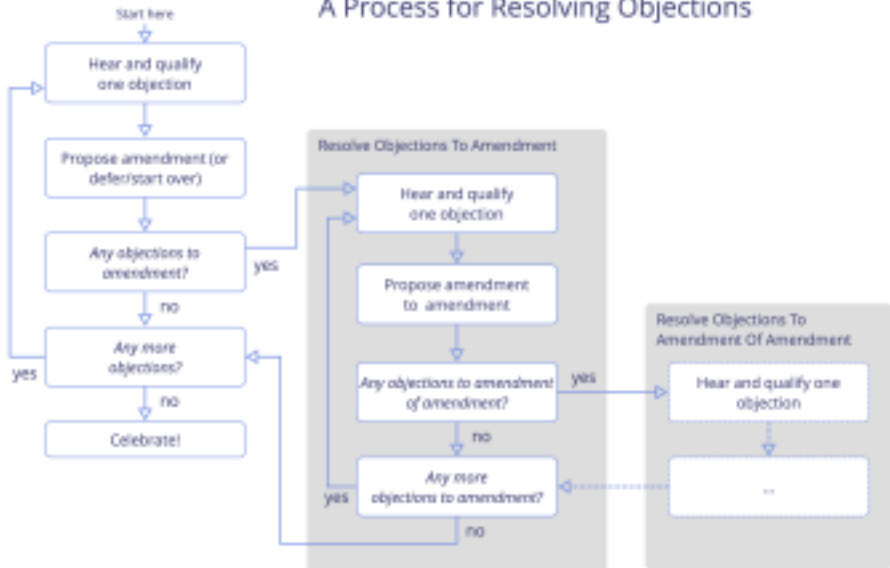 A Process for Resolving Objections
Start here
Hear and qualify
one objection
Propose amendment (or
defer/start over)
Any objections to
amendment?
yes
no
Any more
objections?
yes
no
Celebrate!
Resolve Objections To Amendment
Hear and qualify
one objection
Propose amendment
to amendment
Any objections to amendment
of amendment?
yes
no
Any more
objections to amendment?
yes
no
Resolve Objections To
Amendment Of Amendment
Hear and qualify one
objection
...